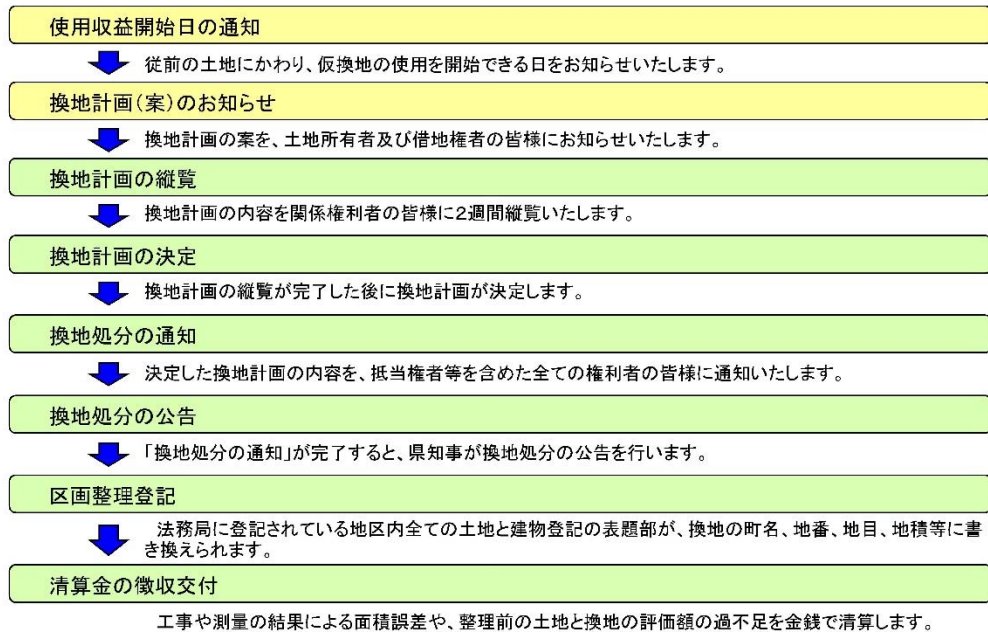 使用収益開始日の通知
従前の土地にかわり、仮換地の使用を開始できる日をお知らせいたします。
換地計画(案)のお知らせ
換地計画の案を、土地所有者及び借地権者の皆様にお知らせいたします。
換地計画の縦覧
換地計画の内容を関係権利者の皆様に2週間縦覧いたします。
換地計画の決定
換地計画の縦覧が完了した後に換地計画が決定します。
換地処分の通知
決定した換地計画の内容を、抵当権者等を含めた全ての権利者の皆様に通知いたします。
換地処分の公告
「換地処分の通知」が完了すると、県知事が換地処分の公告を行います。
区画整理登記
法務局に登記されている地区内全ての土地と建物登記の表題部が、換地の町名、地番、地目、地積等に書
き換えられます。
清算金の徴収交付
工事や測量の結果による面積誤差や、整理前の土地と換地の評価額の過不足を金銭で清算します。